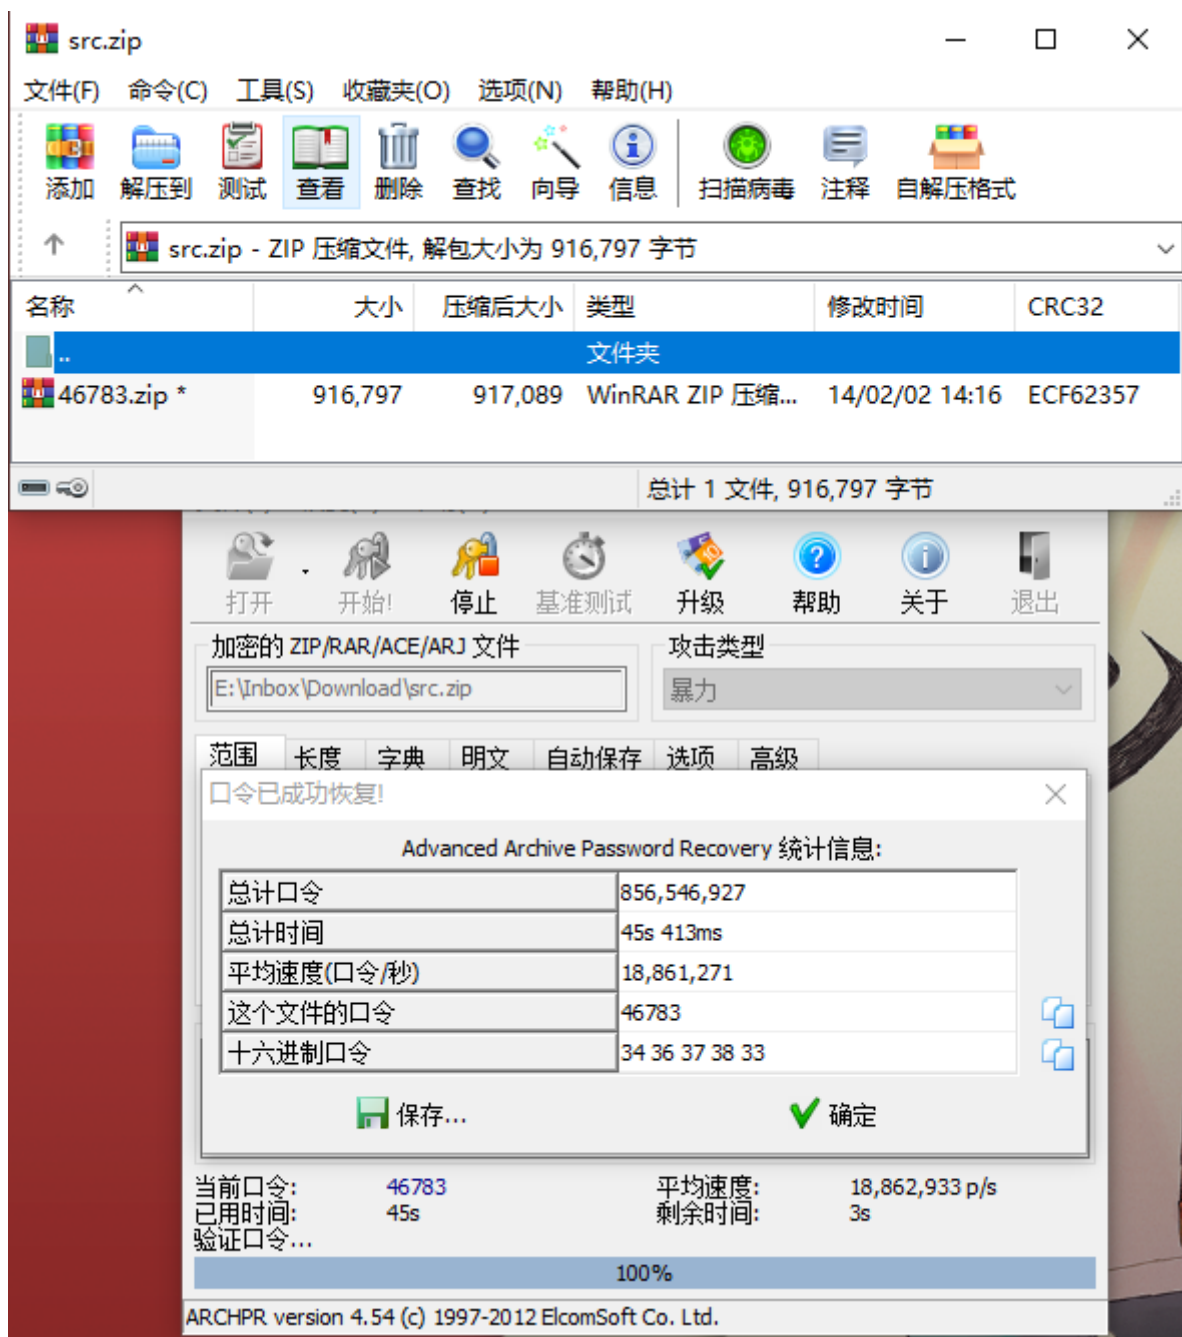 src.zip
文件(F) 命令(C) 工具(S) 收藏夹(O) 选项(N) 帮助(H)
添加 解压到 测试 查看 删除 查找 向导 信息 扫描病毒 注释 自解压格式
src.zip - ZIP 压缩文件, 解包大小为 916,797 字节
名称 大小 压缩后大小 类型 修改时间 CRC32
.. 文件夹
46783.zip * 916,797 917,089 WinRAR ZIP 压缩... 14/02/02 14:16 ECF62357
总计 1 文件, 916,797 字节
打开 开始! 停止 基准测试 升级 帮助 关于 退出
加密的 ZIP/RAR/ACE/ARJ 文件 攻击类型
E:\Inbox\Download\src.zip 暴力
范围 长度 字典 明文 自动保存 选项 高级
口令已成功恢复!
Advanced Archive Password Recovery 统计信息:
总计口令 856,546,927
总计时间 45s 413ms
平均速度(口令/秒) 18,861,271
这个文件的口令 46783
十六进制口令 34 36 37 38 33
保存... 确定
当前口令: 46783 平均速度: 18,862,933 p/s
已用时间: 45s 剩余时间: 3s
验证口令...
100%
ARCHPR version 4.54 (c) 1997-2012 ElcomSoft Co. Ltd.